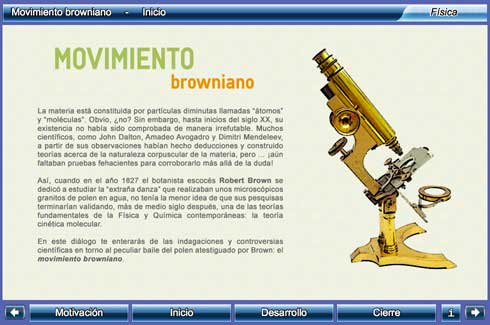 Movimiento browniano - Inicio
Física
MOVIMIENTO
browniano
La materia está constituida por partículas diminutas llamadas "átomos"
y "moléculas". Obvio, ¿no? Sin embargo, hasta inicios del siglo XX, su
existencia no había sido comprobada de manera irrefutable. Muchos
científicos, como John Dalton, Amadeo Avogadro y Dimitri Mendeleev,
a partir de sus observaciones habían hecho deducciones y construido
teorías acerca de la naturaleza corpuscular de la materia, pero ... ¡aún
faltaban pruebas fehacientes para corroborarlo más allá de la duda!
Así, cuando en el año 1827 el botanista escocés Robert Brown se
dedicó a estudiar la "extraña danza" que realizaban unos microscópicos
granitos de polen en agua, no tenía la menor idea de que sus pesquisas
terminarían validando, más de medio siglo después, una de las teorías
fundamentales de la Física y Química contemporáneas: la teoría
cinética molecular.
En este diálogo te enterarás de las indagaciones y controversias
científicas en torno al peculiar baile del polen atestiguado por Brown: el
movimiento browniano.
Motivación
Inicio
Desarrollo
Cierre
i